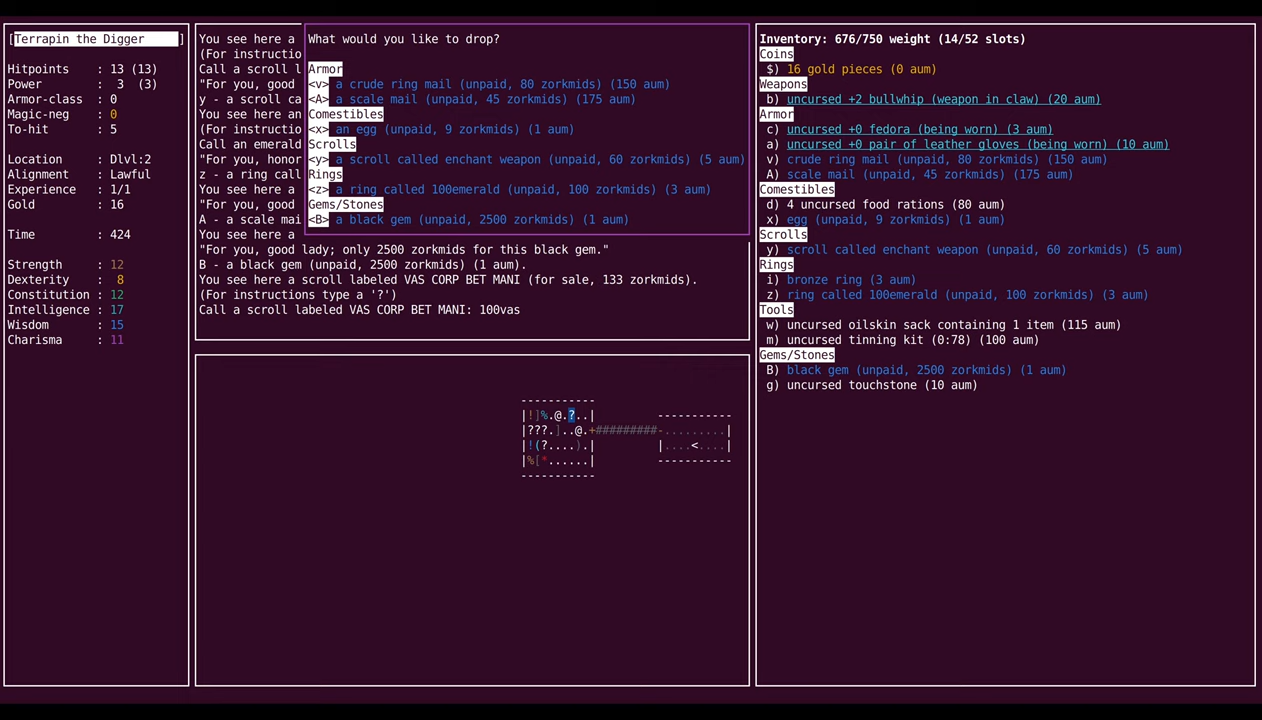 [Terrapin the Digger     ]
Hitpoints    : 13 (13)
Power        :  3  (3)
Armor-class  : 0
Magic-neg    : 0
To-hit       : 5
Location     : Dlvl:2
Alignment    : Lawful
Experience   : 1/1
Gold         : 16
Time         : 424
Strength     : 12
Dexterity    :  8
Constitution : 12
Intelligence : 17
Wisdom       : 15
Charisma     : 11
You see here a
(For instructio
Call a scroll l
"For you, good
y - a scroll ca
You see here an
(For instructio
Call an emerald
"For you, honor
z - a ring call
You see here a
"For you, good
A - a scale mai
You see here a
"For you, good lady; only 2500 zorkmids for this black gem."
B - a black gem (unpaid, 2500 zorkmids) (1 aum).
You see here a scroll labeled VAS CORP BET MANI (for sale, 133 zorkmids).
(For instructions type a '?')
Call a scroll labeled VAS CORP BET MANI: 100vas
What would you like to drop?
Armor
<v> a crude ring mail (unpaid, 80 zorkmids) (150 aum)
<A> a scale mail (unpaid, 45 zorkmids) (175 aum)
Comestibles
<x> an egg (unpaid, 9 zorkmids) (1 aum)
Scrolls
<y> a scroll called enchant weapon (unpaid, 60 zorkmids) (5 aum)
Rings
<z> a ring called 100emerald (unpaid, 100 zorkmids) (3 aum)
Gems/Stones
<B> a black gem (unpaid, 2500 zorkmids) (1 aum)
-----------
|!]%.@.?..|         -----------
|???.]..@.+#########-.........|
|!(?....).|         |....<....|
|%[*......|         -----------
-----------
Inventory: 676/750 weight (14/52 slots)
Coins
$) 16 gold pieces (0 aum)
Weapons
b) uncursed +2 bullwhip (weapon in claw) (20 aum)
Armor
c) uncursed +0 fedora (being worn) (3 aum)
a) uncursed +0 pair of leather gloves (being worn) (10 aum)
v) crude ring mail (unpaid, 80 zorkmids) (150 aum)
A) scale mail (unpaid, 45 zorkmids) (175 aum)
Comestibles
d) 4 uncursed food rations (80 aum)
x) egg (unpaid, 9 zorkmids) (1 aum)
Scrolls
y) scroll called enchant weapon (unpaid, 60 zorkmids) (5 aum)
Rings
i) bronze ring (3 aum)
z) ring called 100emerald (unpaid, 100 zorkmids) (3 aum)
Tools
w) uncursed oilskin sack containing 1 item (115 aum)
m) uncursed tinning kit (0:78) (100 aum)
Gems/Stones
B) black gem (unpaid, 2500 zorkmids) (1 aum)
g) uncursed touchstone (10 aum)